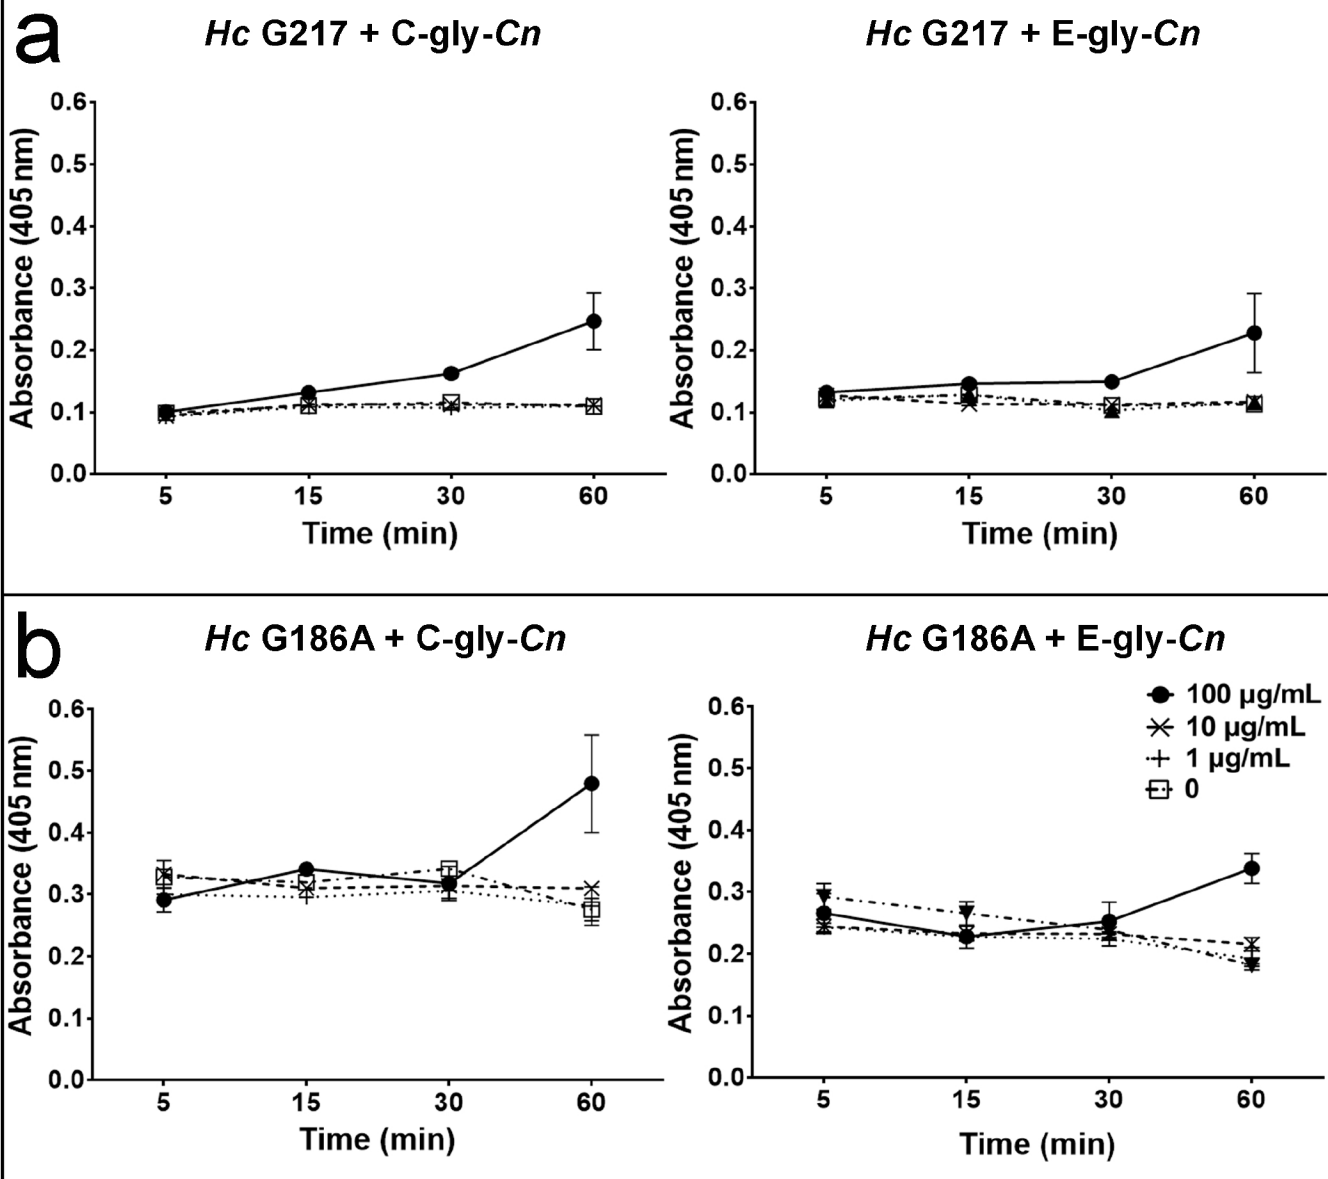 a
Hc G217 + C-gly-Cn
Absorbance (405 nm)
0.6
0.5
0.4
0.3
0.2
0.1
0.0
5 15 30 60
Time (min)
Hc G217 + E-gly-Cn
Absorbance (405 nm)
0.6
0.5
0.4
0.3
0.2
0.1
0.0
5 15 30 60
Time (min)
b
Hc G186A + C-gly-Cn
Absorbance (405 nm)
0.6
0.5
0.4
0.3
0.2
0.1
0.0
5 15 30 60
Time (min)
Hc G186A + E-gly-Cn
100 µg/mL
10 µg/mL
1 µg/mL
0
Absorbance (405 nm)
0.6
0.5
0.4
0.3
0.2
0.1
0.0
5 15 30 60
Time (min)